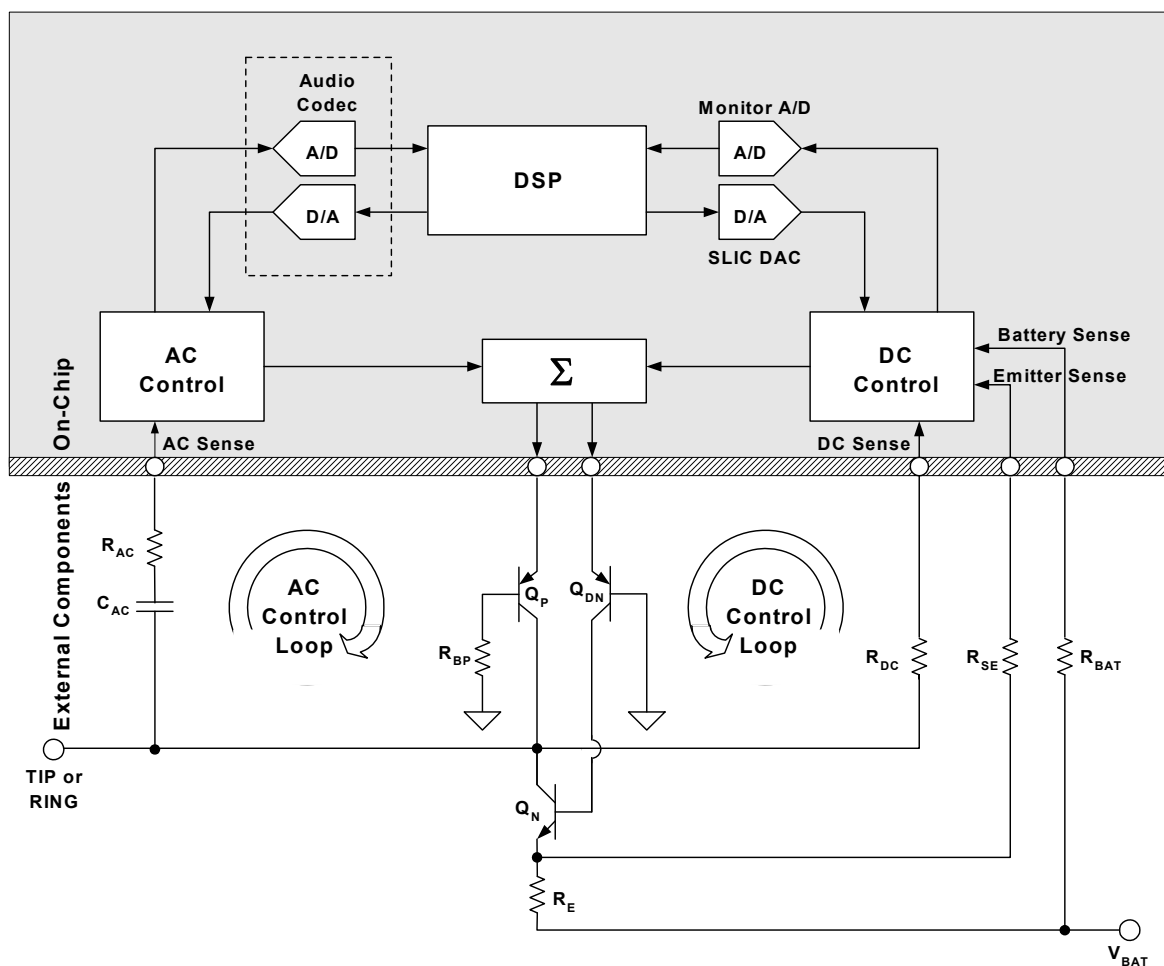 Audio
Codec
A/D
D/A
DSP
Monitor A/D
A/D
D/A
SLIC DAC
AC
Control
Σ
DC
Control
Battery Sense
Emitter Sense
AC Sense
DC Sense
On-Chip
External Components
R AC
C AC
AC
Control
Loop
Q P
Q DN
R BP
DC
Control
Loop
R DC
R SE
R BAT
TIP or
RING
Q N
R E
V BAT